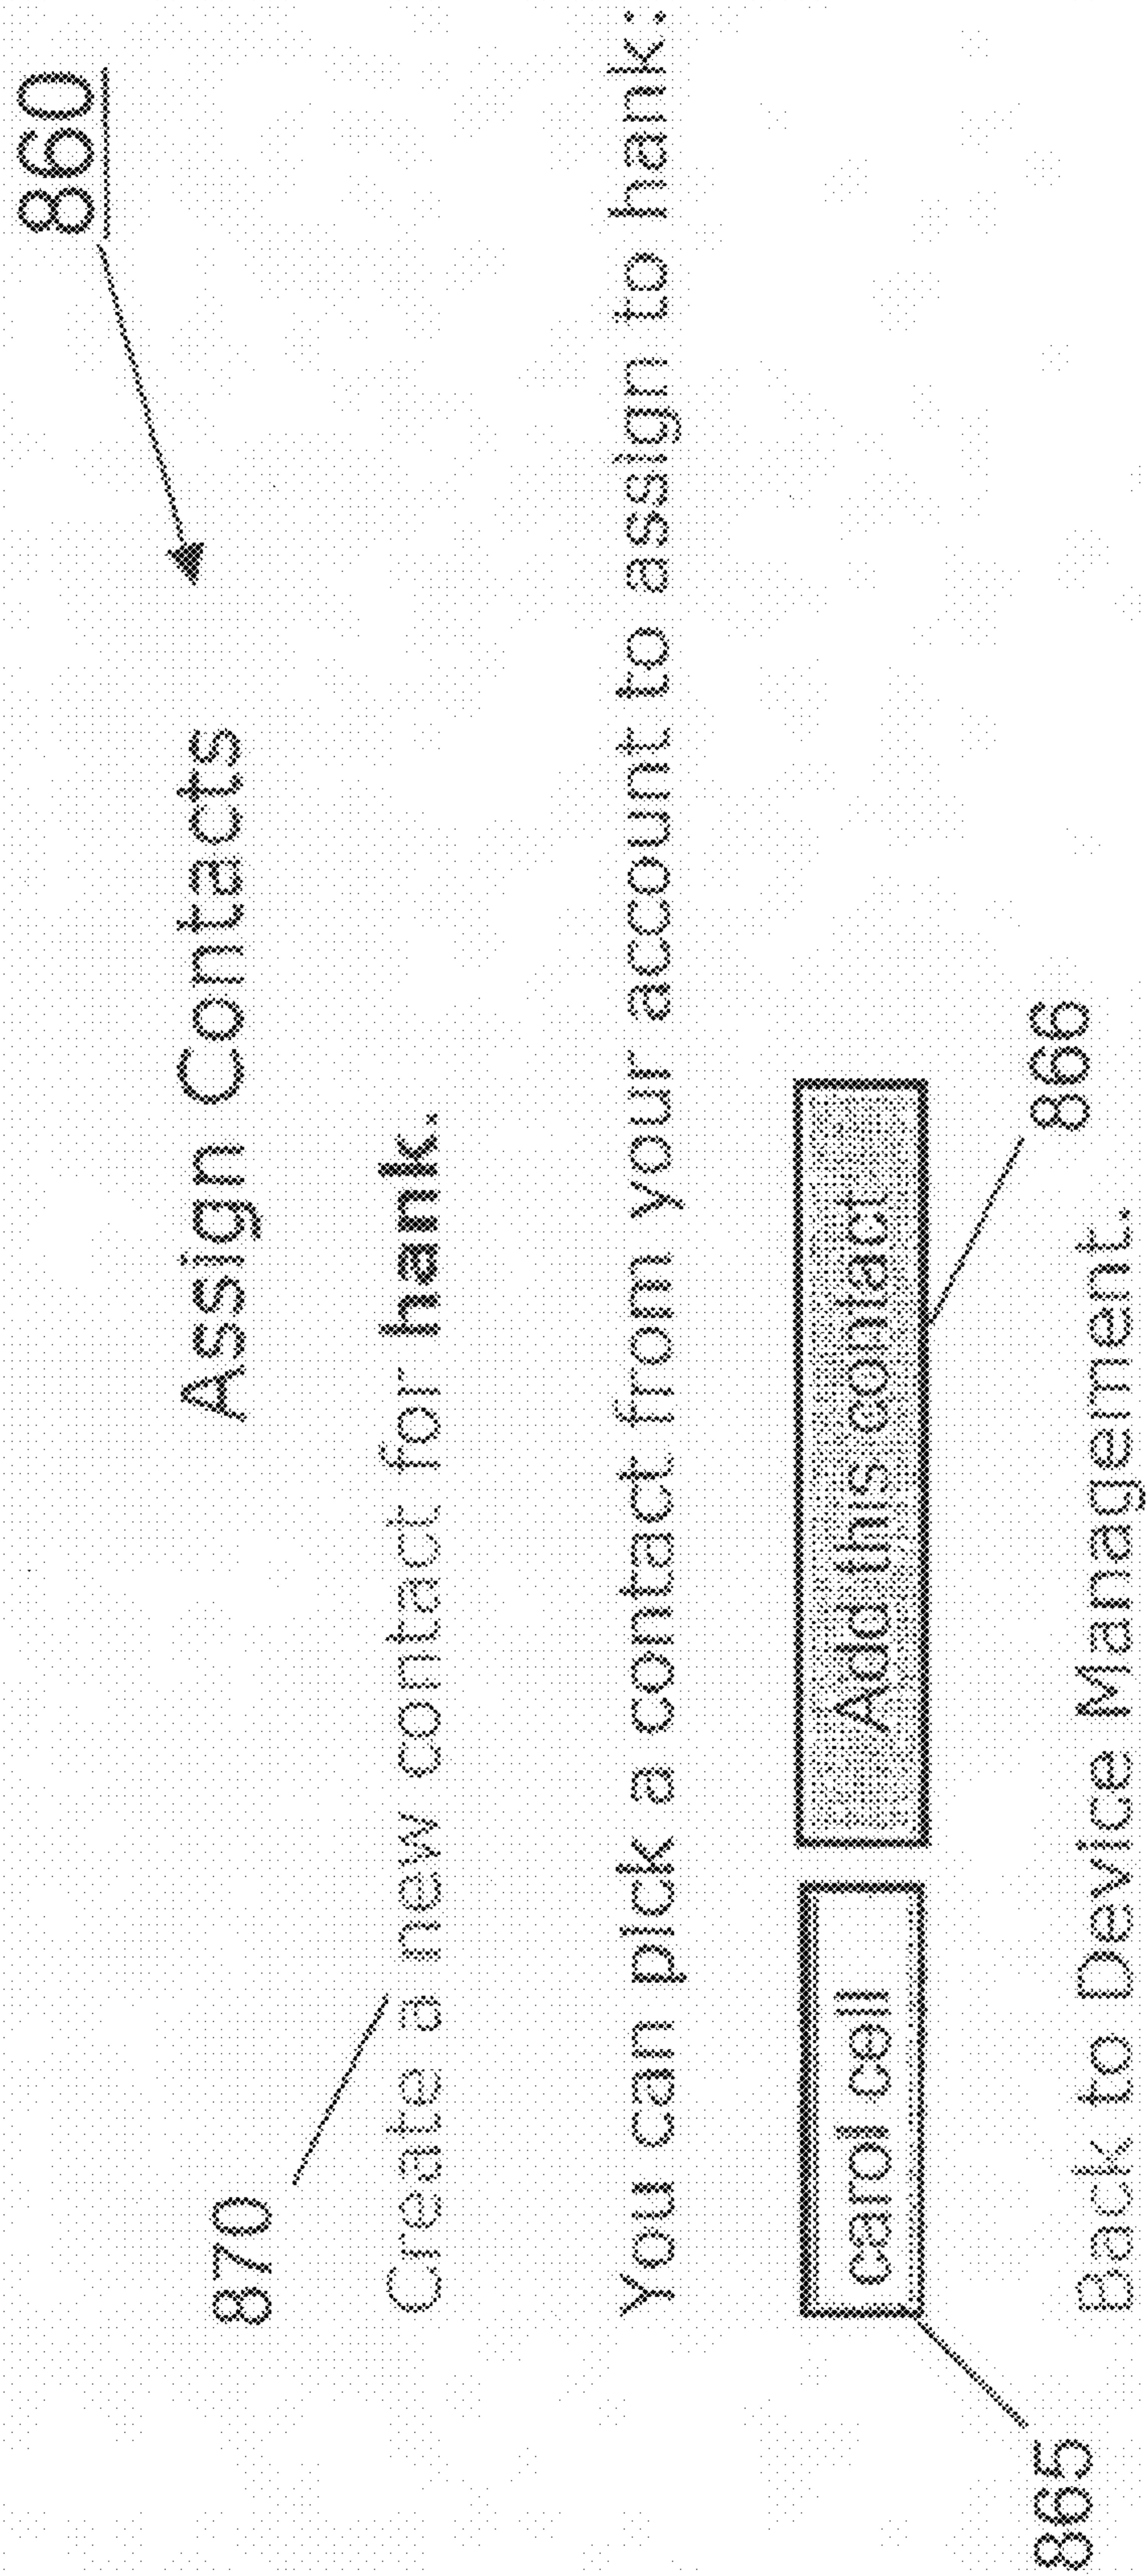 860
Assign Contacts
870
Create a new contact for hank.
You can pick a contact from your account to assign to hank:
carol cell
Add this contact
865
866
Back to Device Management.